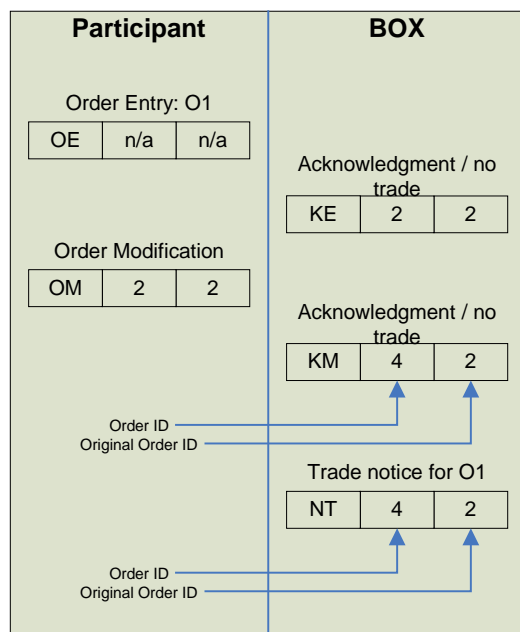 Participant
BOX
Order Entry: O1
OE n/a n/a
Acknowledgment / no
trade
KE 2 2
Order Modification
OM 2 2
Acknowledgment / no
trade
KM 4 2
Order ID
Original Order ID
Trade notice for O1
NT 4 2
Order ID
Original Order ID